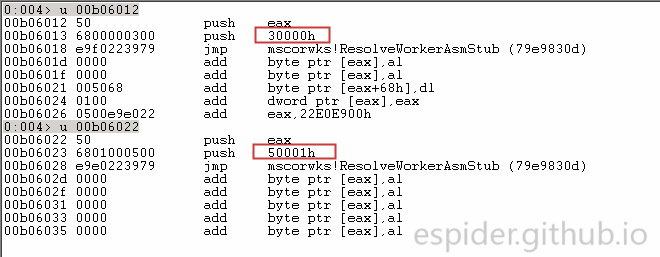 0:004> u 00b06012
00b06012 50 push eax
00b06013 6800000300 push 30000h
00b06018 e9f0223979 jmp mscorwks!ResolveWorkerAsmStub (79e9830d)
00b0601d 0000 add byte ptr [eax],al
00b0601f 0000 add byte ptr [eax],al
00b06021 005068 add byte ptr [eax+68h],dl
00b06024 0100 add dword ptr [eax],eax
00b06026 0500e9e022 add eax,22E0E900h
0:004> u 00b06022
00b06022 50 push eax
00b06023 6801000500 push 50001h
00b06028 e9e0223979 jmp mscorwks!ResolveWorkerAsmStub (79e9830d)
00b0602d 0000 add byte ptr [eax],al
00b0602f 0000 add byte ptr [eax],al
00b06031 0000 add byte ptr [eax],al
00b06033 0000 add byte ptr [eax],al
00b06035 0000 add byte ptr [eax],al
espider.github.io